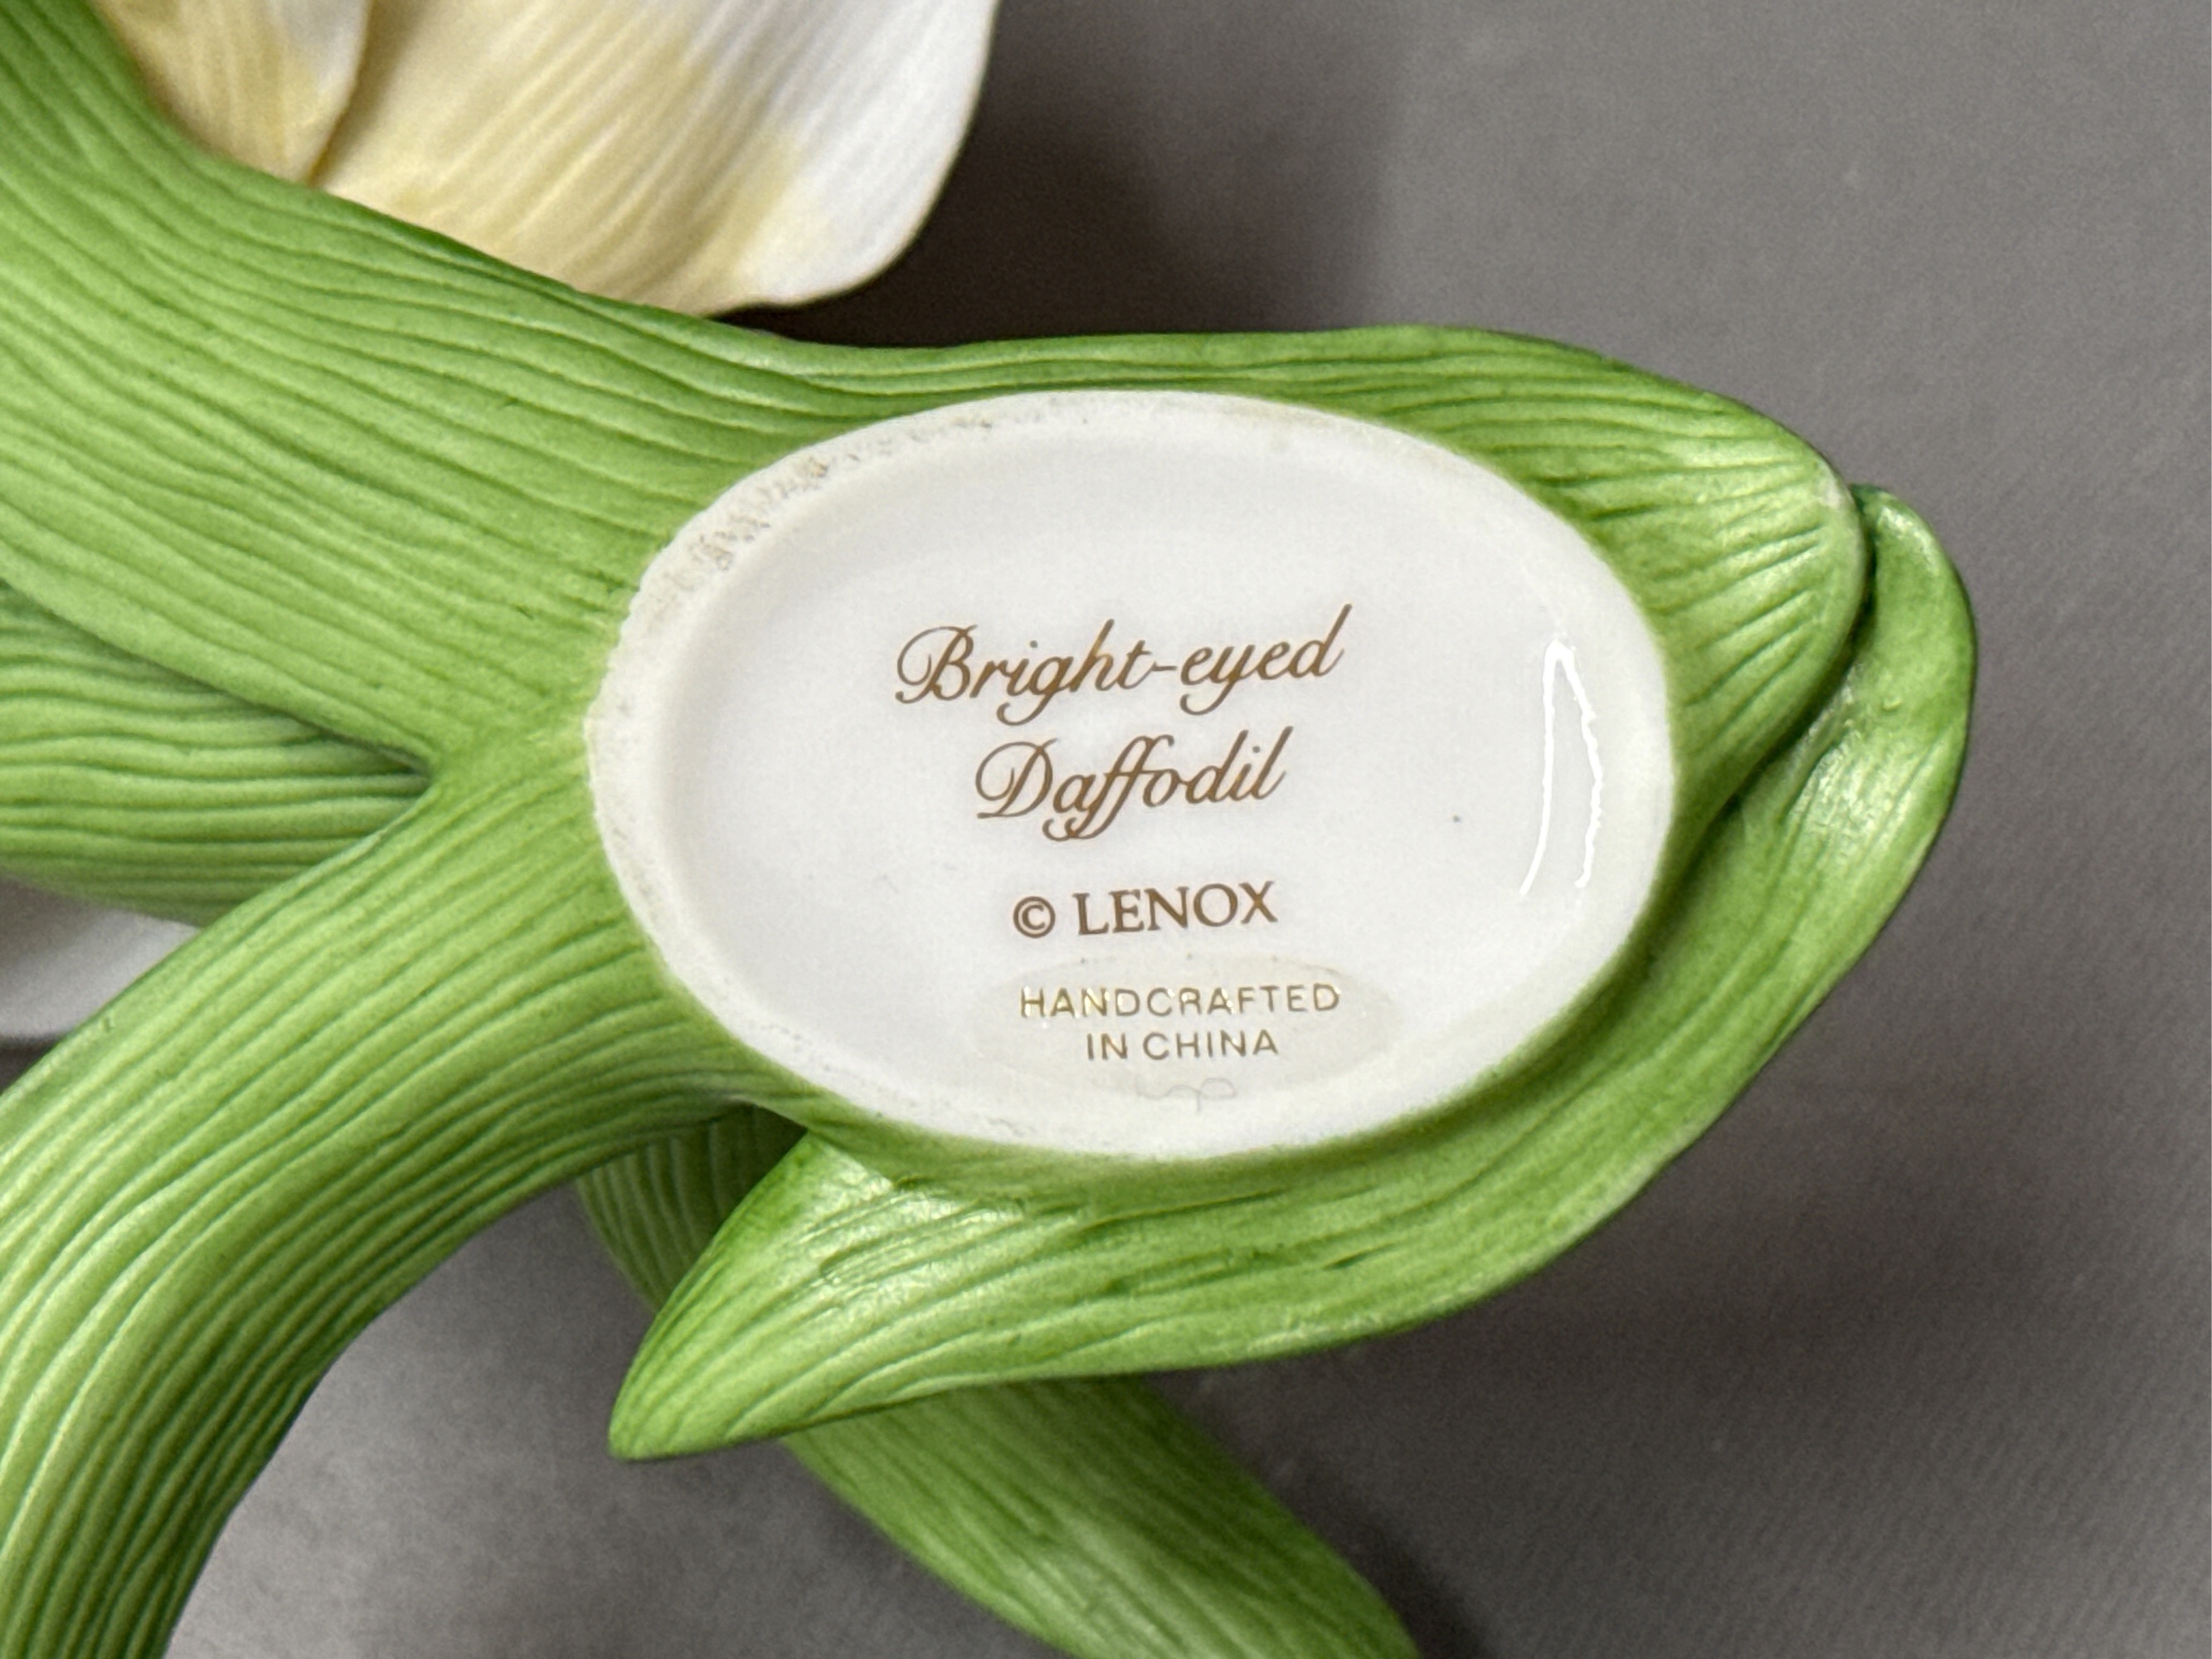 Bright-eyed
Daffodil
© LENOX
HANDCRAFTED
IN CHINA